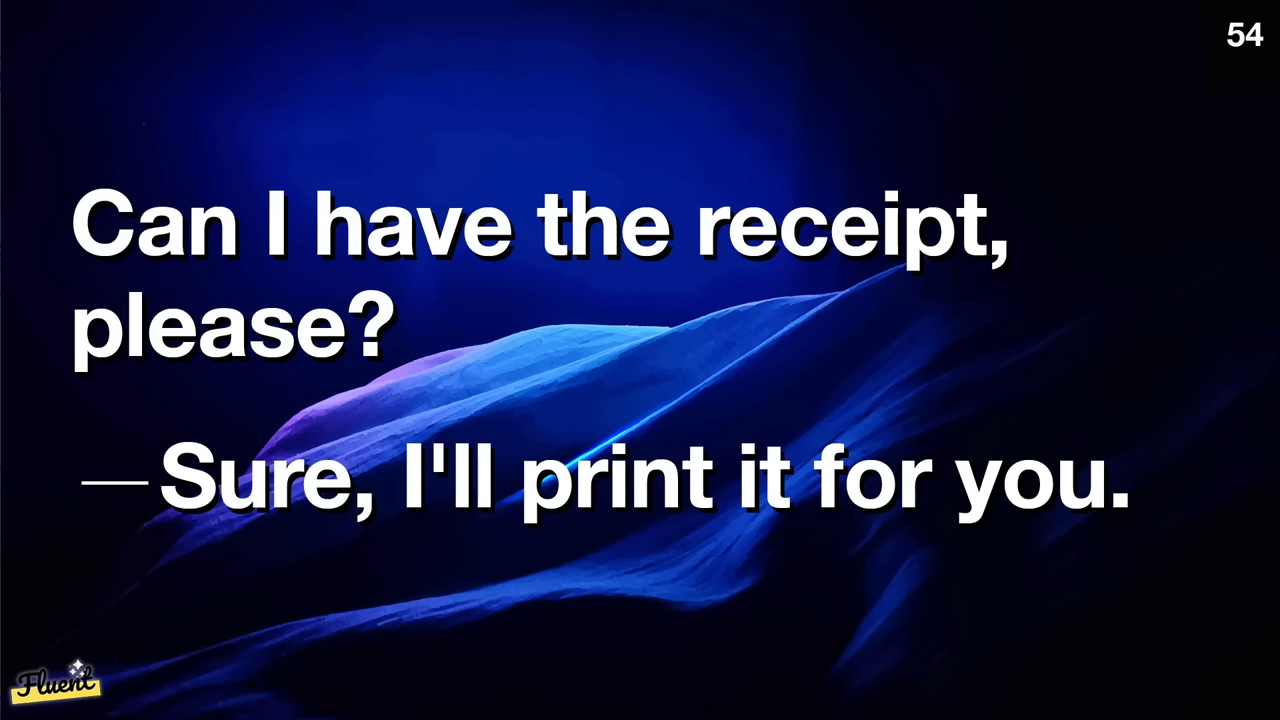 54
Can I have the receipt,
please?
— Sure, I'll print it for you.
Fluent